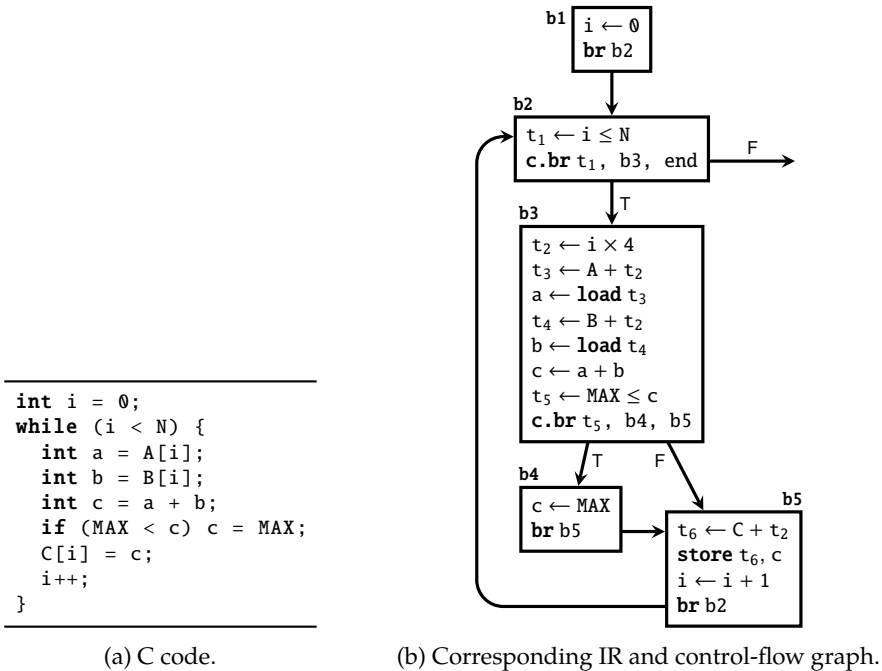 int i = 0;
while (i < N) {
int a = A[i];
int b = B[i];
int c = a + b;
if (MAX < c) c = MAX;
C[i] = c;
i++;
}
(a) C code.
b1
i ← 0
br b2
b2
t₁ ← i ≤ N
c.br t₁, b3, end
F
T
b3
t₂ ← i × 4
t₃ ← A + t₂
a ← load t₃
t₄ ← B + t₂
b ← load t₄
c ← a + b
t₅ ← MAX ≤ c
c.br t₅, b4, b5
T
F
b4
c ← MAX
br b5
b5
t₆ ← C + t₂
store t₆, c
i ← i + 1
br b2
(b) Corresponding IR and control-flow graph.